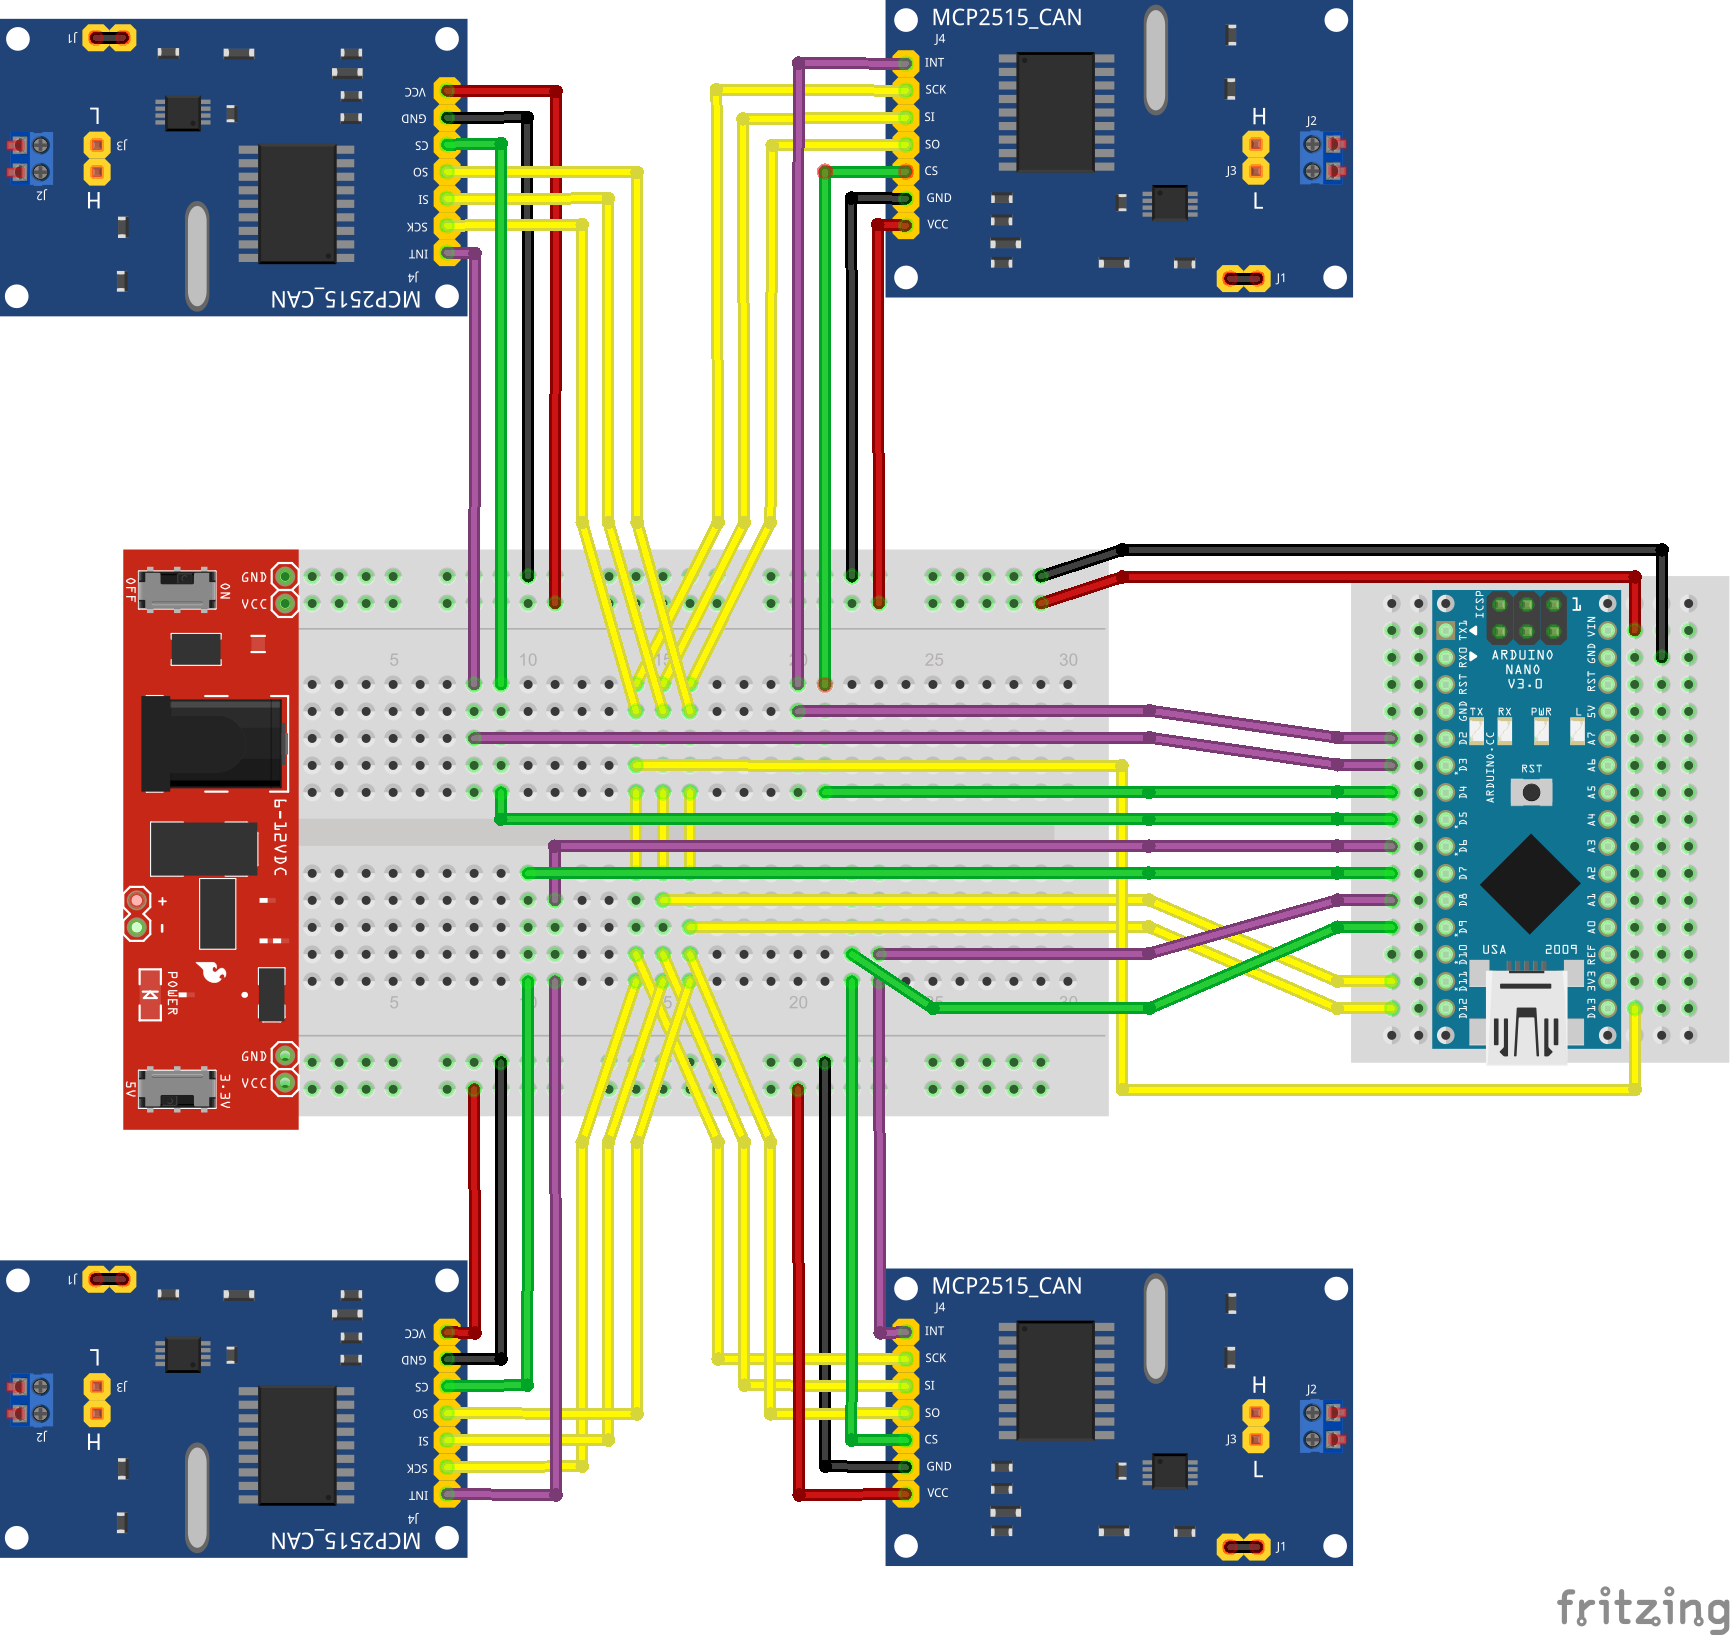 MCP2515_CAN
J4
INT
SCK
SI
SO
CS
GND
VCC
H
L
J3
J2
J1
J1
L
H
J3
J2
VCC
GND
CS
SO
SI
SCK
INT
J4
MCP2515_CAN
OFF
ON
GND
VCC
6-12VDC
+
-
POWER
GND
VCC
5V
3.3V
5
10
15
20
25
30
5
10
15
20
25
30
ICSP
1
ARDUINO
NANO
V3.0
TX
RX
PWR
L
RST
ARDUINO.CC
USA
2009
TX1
RX0
RST
GND
D2
D3
D4
D5
D6
D7
D8
D9
D10
D11
D12
VIN
GND
RST
5V
A7
A6
A5
A4
A3
A2
A1
A0
REF
3V3
D13
J1
L
H
J3
J2
VCC
GND
CS
SO
SI
SCK
INT
J4
MCP2515_CAN
MCP2515_CAN
J4
INT
SCK
SI
SO
CS
GND
VCC
H
L
J3
J2
J1
fritzing